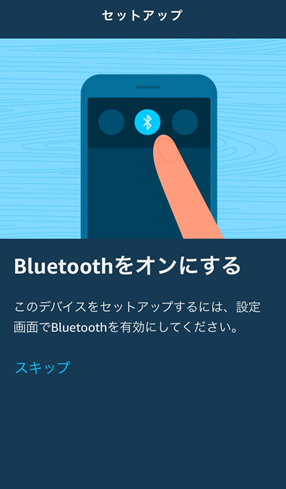 セットアップ
Bluetoothをオンにする
このデバイスをセットアップするには、設定
画面でBluetoothを有効にしてください。
スキップ